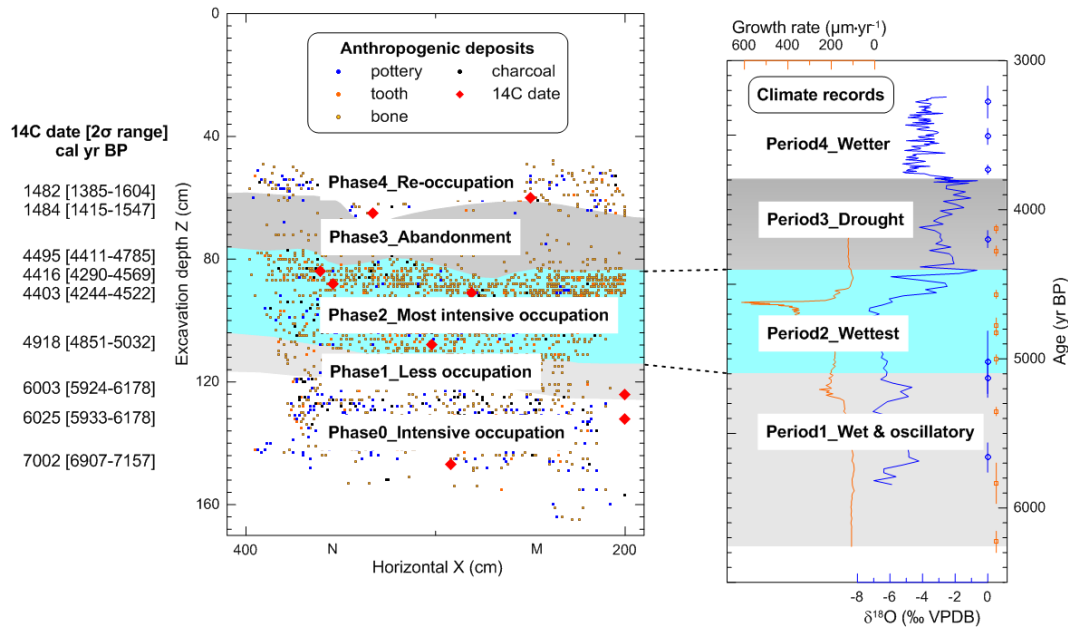 14C date [2σ range]
cal yr BP
1482 [1385-1604]
1484 [1415-1547]
4495 [4411-4785]
4416 [4290-4569]
4403 [4244-4522]
4918 [4851-5032]
6003 [5924-6178]
6025 [5933-6178]
7002 [6907-7157]
Excavation depth Z (cm)
0
40
80
120
160
Anthropogenic deposits
pottery
charcoal
tooth
14C date
bone
Phase4_Re-occupation
Phase3_Abandonment
Phase2_Most intensive occupation
Phase1_Less occupation
Phase0_Intensive occupation
400
N
M
200
Horizontal X (cm)
Growth rate (µm·yr⁻¹)
600
400
200
0
Climate records
Period4_Wetter
Period3_Drought
Period2_Wettest
Period1_Wet & oscillatory
3000
4000
5000
6000
Age (yr BP)
-8
-6
-4
-2
0
δ¹⁸O (‰ VPDB)